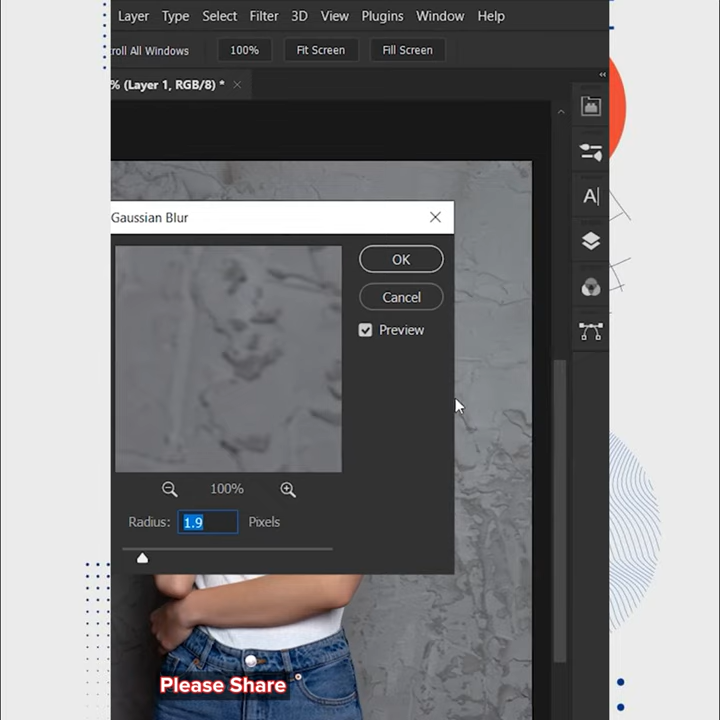 Layer Type Select Filter 3D View Plugins Window Help
roll All Windows 100% Fit Screen Fill Screen
% (Layer 1, RGB/8) *
Gaussian Blur
OK
Cancel
Preview
A
100%
Radius: 1.9 Pixels
Please Share